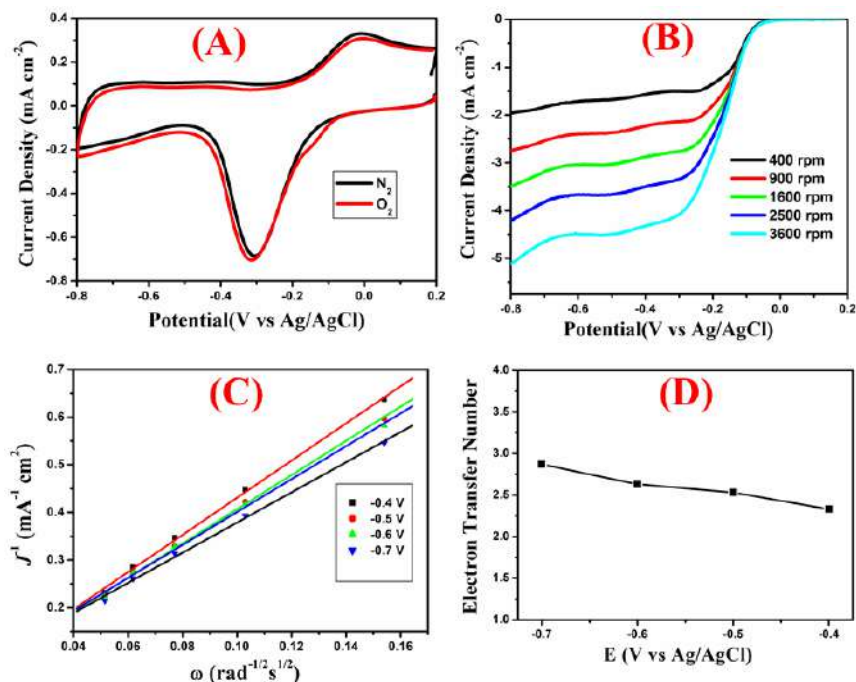 (A)
0.4
0.2
0.0
-0.2
-0.4
-0.6
-0.8
Current Density (mA cm⁻²)
N₂
O₂
-0.8 -0.6 -0.4 -0.2 0.0 0.2
Potential(V vs Ag/AgCl)
(B)
0
-1
-2
-3
-4
-5
Current Density (mA cm⁻²)
400 rpm
900 rpm
1600 rpm
2500 rpm
3600 rpm
-0.8 -0.6 -0.4 -0.2 0.0 0.2
Potential(V vs Ag/AgCl)
(C)
0.7
0.6
0.5
0.4
0.3
0.2
J⁻¹ (mA⁻¹ cm²)
-0.4 V
-0.5 V
-0.6 V
-0.7 V
0.04 0.06 0.08 0.10 0.12 0.14 0.16
ω (rad⁻¹/²s¹/²)
(D)
4.0
3.5
3.0
2.5
2.0
1.5
1.0
Electron Transfer Number
-0.7 -0.6 -0.5 -0.4
E (V vs Ag/AgCl)